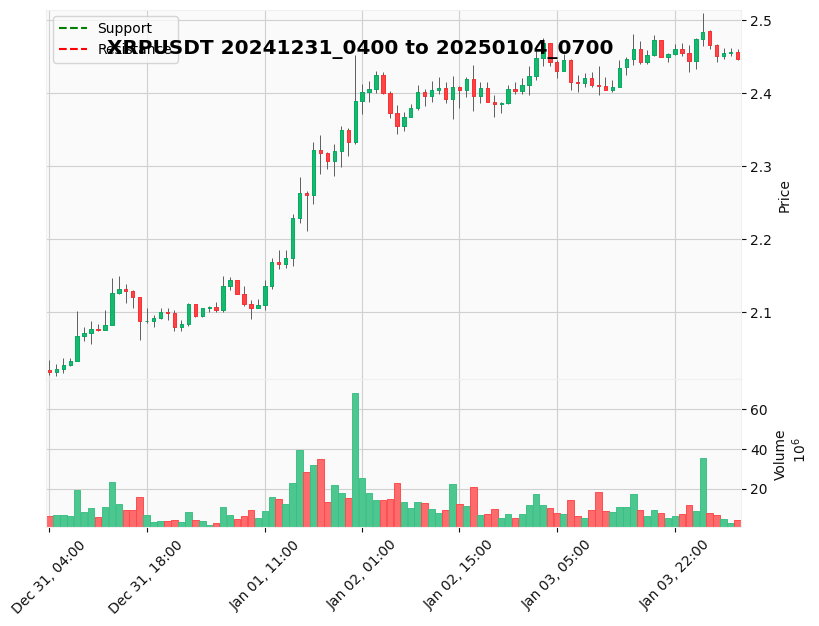 XRPUSDT 20241231_0400 to 20250104_0700
Support
Resistance
2.5
2.4
2.3
2.2
2.1
Price
60
40
20
Volume
10^6
Dec 31, 04:00
Dec 31, 18:00
Jan 01, 11:00
Jan 02, 01:00
Jan 02, 15:00
Jan 03, 05:00
Jan 03, 22:00